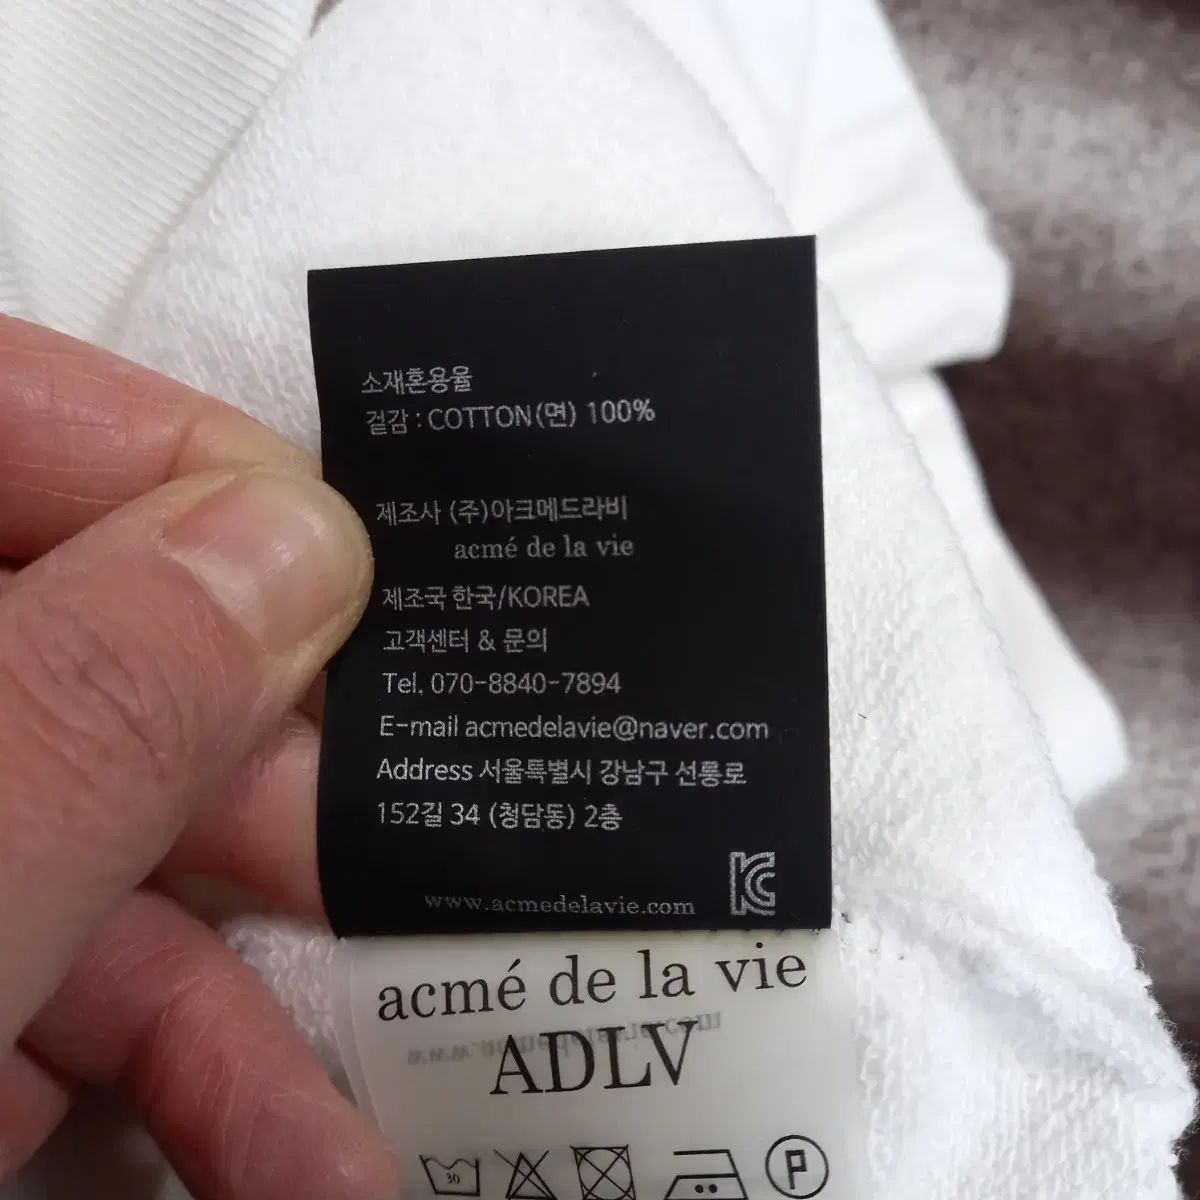 소재혼용율
겉감 : COTTON(면) 100%
제조사 (주)아크메드라비
acmé de la vie
제조국 한국/KOREA
고객센터 & 문의
Tel. 070-8840-7894
E-mail acmedelavie@naver.com
Address 서울특별시 강남구 선릉로
152길 34 (청담동) 2층
www.acmedelavie.com
acmé de la vie
ADLV
30
P